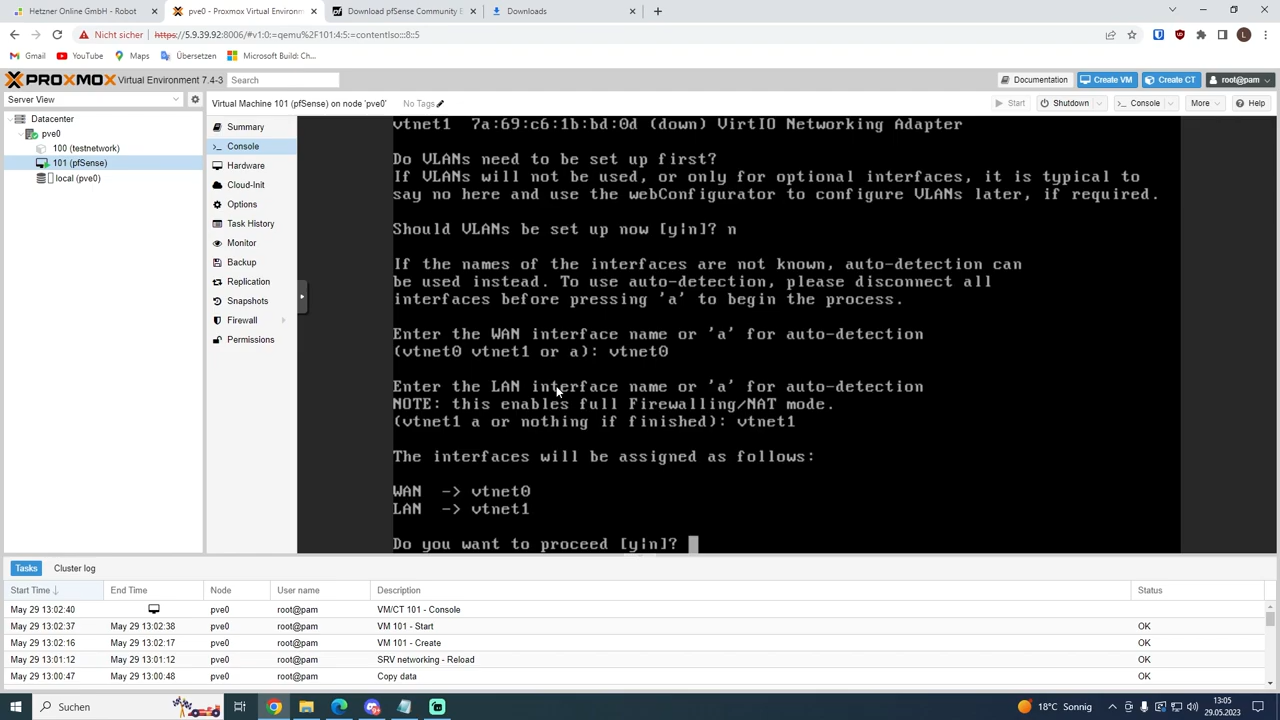 Hetzner Online GmbH - Robot
pve0 - Proxmox Virtual Environm
Download pfSense Community E
Downloads
Nicht sicher
https://5.9.39.92:8006/#v1:0:=qemu%2F101:4:5:=contentIso:::8::5
L
Gmail
YouTube
Maps
Übersetzen
Microsoft Build: Ch...
PROXMOX
Virtual Environment 7.4-3
Search
Documentation
Create VM
Create CT
root@pam
Server View
Virtual Machine 101 (pfSense) on node 'pve0'
No Tags
Start
Shutdown
Console
More
Help
Datacenter
pve0
100 (testnetwork)
101 (pfSense)
local (pve0)
Summary
Console
Hardware
Cloud-Init
Options
Task History
Monitor
Backup
Replication
Snapshots
Firewall
Permissions
vtnet1 7a:69:c6:1b:bd:0d (down) VirtIO Networking Adapter
Do VLANs need to be set up first?
If VLANs will not be used, or only for optional interfaces, it is typical to
say no here and use the webConfigurator to configure VLANs later, if required.
Should VLANs be set up now [y|n]? n
If the names of the interfaces are not known, auto-detection can
be used instead. To use auto-detection, please disconnect all
interfaces before pressing 'a' to begin the process.
Enter the WAN interface name or 'a' for auto-detection
(vtnet0 vtnet1 or a): vtnet0
Enter the LAN interface name or 'a' for auto-detection
NOTE: this enables full Firewalling/NAT mode.
(vtnet1 a or nothing if finished): vtnet1
The interfaces will be assigned as follows:
WAN -> vtnet0
LAN -> vtnet1
Do you want to proceed [y|n]?
Tasks
Cluster log
Start Time
End Time
Node
User name
Description
Status
May 29 13:02:40 pve0 root@pam VM/CT 101 - Console
May 29 13:02:37 May 29 13:02:38 pve0 root@pam VM 101 - Start OK
May 29 13:02:16 May 29 13:02:17 pve0 root@pam VM 101 - Create OK
May 29 13:01:12 May 29 13:01:12 pve0 root@pam SRV networking - Reload OK
May 29 13:00:47 May 29 13:00:48 pve0 root@pam Copy data OK
Suchen
18°C Sonnig
13:05
29.05.2023